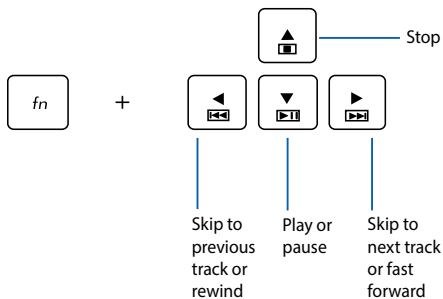 Stop
fn +
Skip to
previous
track or
rewind
Play or
pause
Skip to
next track
or fast
forward